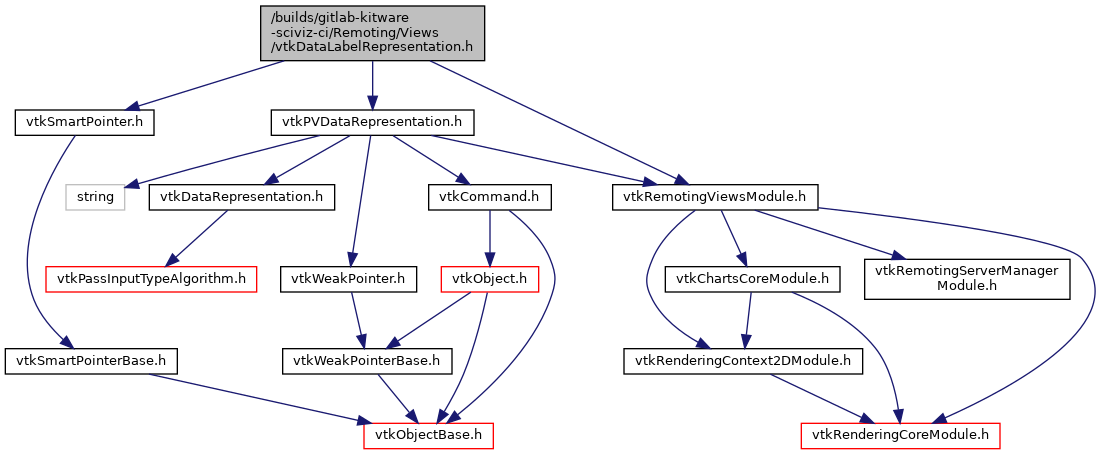 /builds/gitlab-kitware
-sciviz-ci/Remoting/Views
/vtkDataLabelRepresentation.h
vtkSmartPointer.h
vtkPVDataRepresentation.h
string
vtkDataRepresentation.h
vtkCommand.h
vtkRemotingViewsModule.h
vtkPassInputTypeAlgorithm.h
vtkWeakPointer.h
vtkObject.h
vtkChartsCoreModule.h
vtkRemotingServerManager
Module.h
vtkSmartPointerBase.h
vtkWeakPointerBase.h
vtkRenderingContext2DModule.h
vtkObjectBase.h
vtkRenderingCoreModule.h